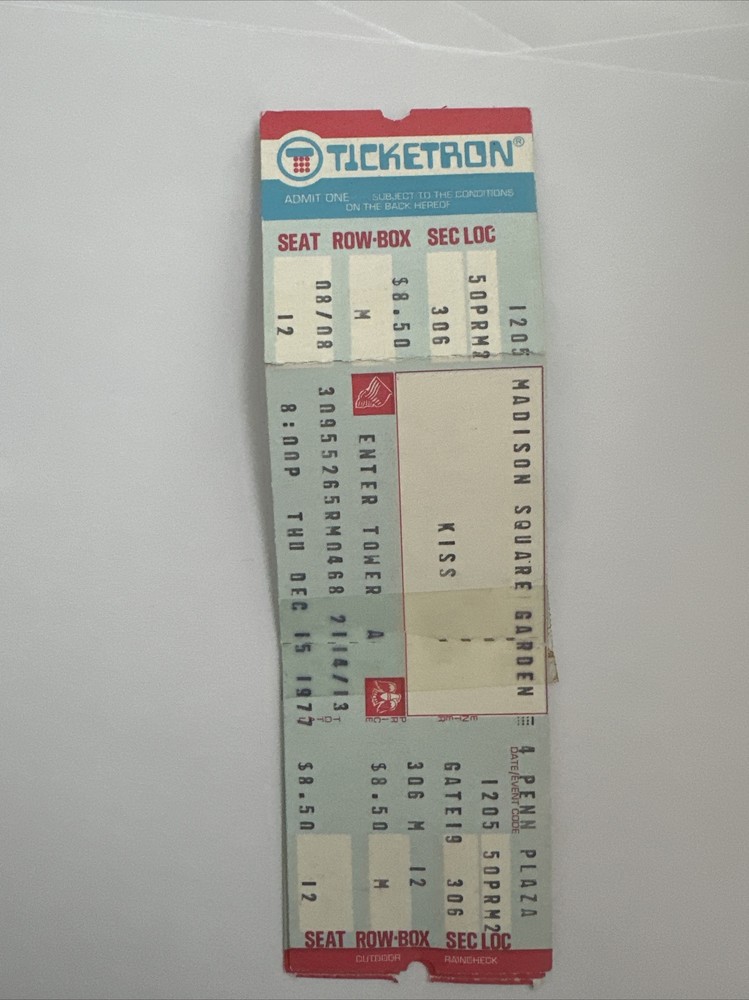 TICKETRON®
ADMIT ONE SUBJECT TO THE CONDITIONS
ON THE BACK HEREOF
SEAT ROW·BOX SEC LOC
1205
50PRM2
306
$8.50
M
08/08
12
MADISON SQUARE GARDEN
4 PENN PLAZA
KISS
ENTER TOWER A
30955265RM0468 2114/13
8:00P THU DEC 15 1977
DATE/EVENT CODE
1205 50PRM2
GATE19 306
306 M 12
$8.50 M
$8.50 12
SEAT ROW·BOX SEC LOC
OUTDOOR RAINCHECK